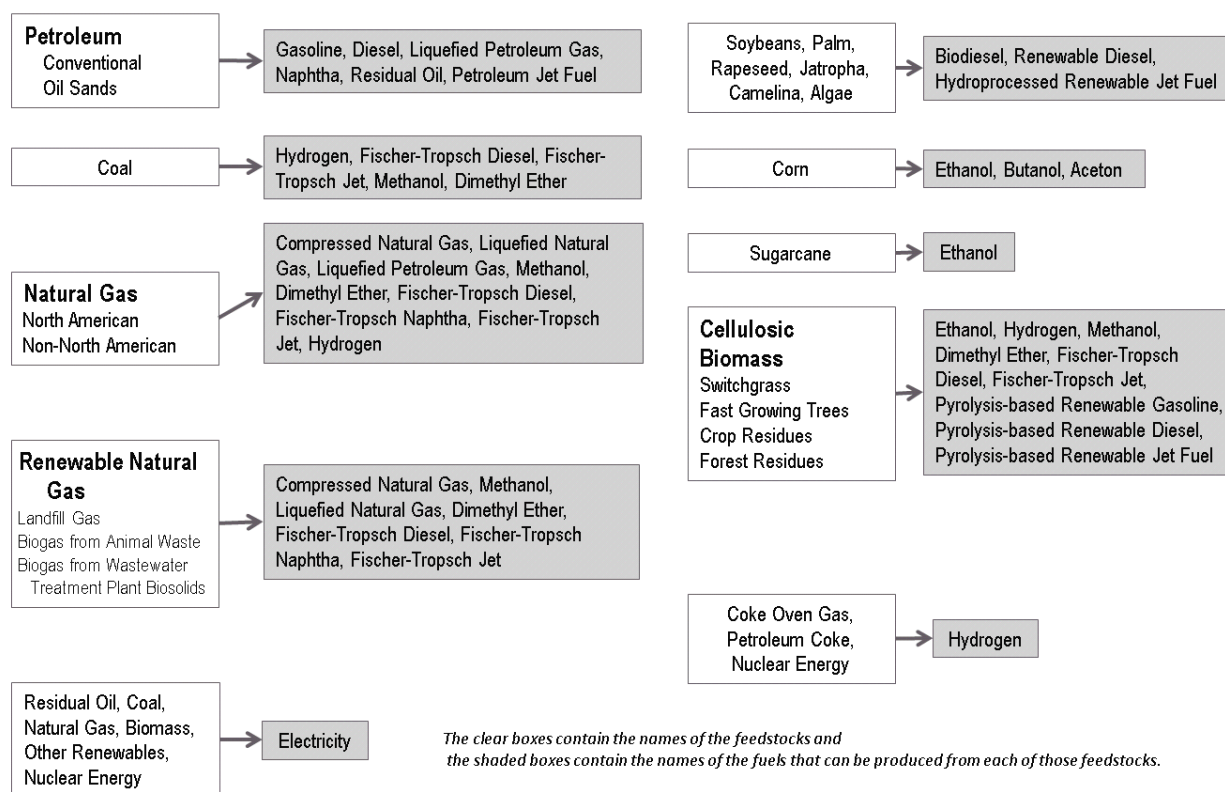 Petroleum
Conventional
Oil Sands
Gasoline, Diesel, Liquefied Petroleum Gas,
Naphtha, Residual Oil, Petroleum Jet Fuel
Coal
Hydrogen, Fischer-Tropsch Diesel, Fischer-
Tropsch Jet, Methanol, Dimethyl Ether
Natural Gas
North American
Non-North American
Compressed Natural Gas, Liquefied Natural
Gas, Liquefied Petroleum Gas, Methanol,
Dimethyl Ether, Fischer-Tropsch Diesel,
Fischer-Tropsch Naphtha, Fischer-Tropsch
Jet, Hydrogen
Renewable Natural
Gas
Landfill Gas
Biogas from Animal Waste
Biogas from Wastewater
Treatment Plant Biosolids
Compressed Natural Gas, Methanol,
Liquefied Natural Gas, Dimethyl Ether,
Fischer-Tropsch Diesel, Fischer-Tropsch
Naphtha, Fischer-Tropsch Jet
Residual Oil, Coal,
Natural Gas, Biomass,
Other Renewables,
Nuclear Energy
Electricity
Soybeans, Palm,
Rapeseed, Jatropha,
Camelina, Algae
Biodiesel, Renewable Diesel,
Hydroprocessed Renewable Jet Fuel
Corn
Ethanol, Butanol, Aceton
Sugarcane
Ethanol
Cellulosic
Biomass
Switchgrass
Fast Growing Trees
Crop Residues
Forest Residues
Ethanol, Hydrogen, Methanol,
Dimethyl Ether, Fischer-Tropsch
Diesel, Fischer-Tropsch Jet,
Pyrolysis-based Renewable Gasoline,
Pyrolysis-based Renewable Diesel,
Pyrolysis-based Renewable Jet Fuel
Coke Oven Gas,
Petroleum Coke,
Nuclear Energy
Hydrogen
The clear boxes contain the names of the feedstocks and
the shaded boxes contain the names of the fuels that can be produced from each of those feedstocks.